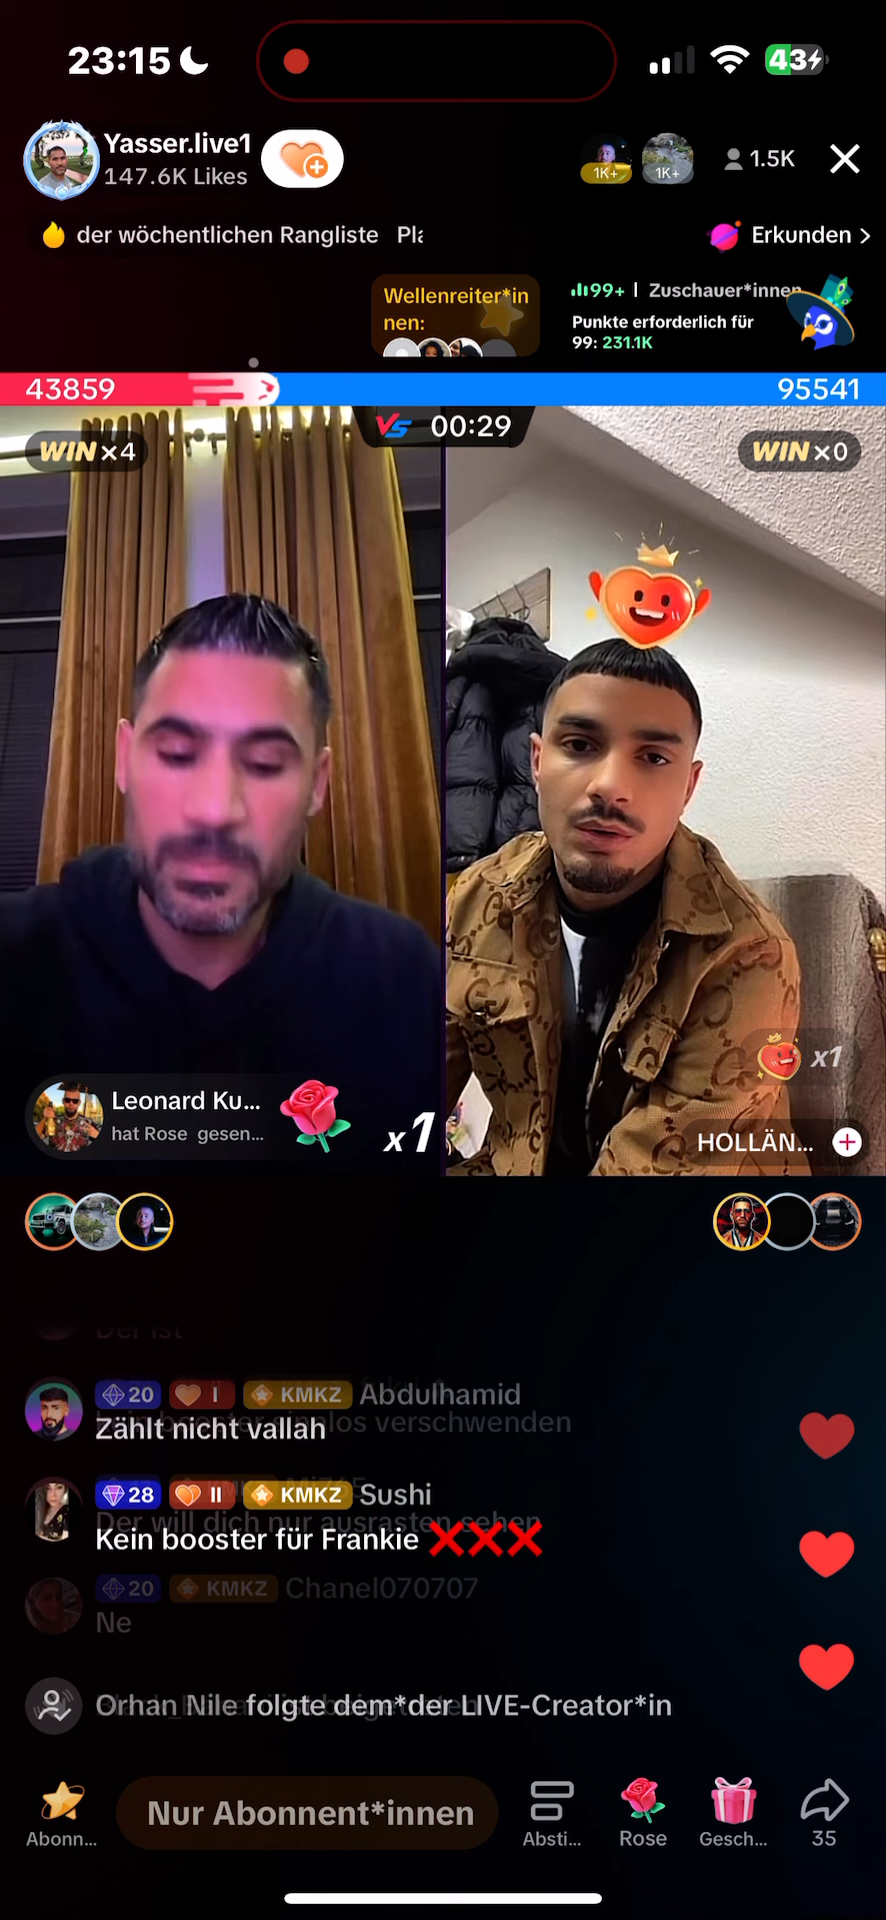 23:15
43
Yasser.live1
147.6K Likes
1K+
1K+
1.5K
der wöchentlichen Rangliste
Erkunden >
Wellenreiter*in
nen:
99+ | Zuschauer*innen
Punkte erforderlich für
99: 231.1K
43859
95541
VS 00:29
WIN x4
WIN x0
x1
Leonard Ku...
hat Rose gesen...
x1
HOLLÄN...
Der ist
20 I KMKZ Abdulhamid
Zählt nicht vallah
28 II KMKZ Sushi
Kein booster für Frankie ❌❌❌
20 KMKZ Chanel070707
Ne
Orhan Nile folgte dem*der LIVE-Creator*in
Nur Abonnent*innen
Abonn...
Absti...
Rose
Gesch...
35